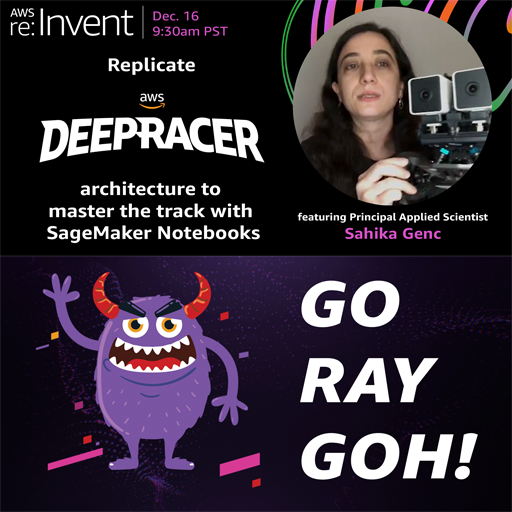 AWS
re:Invent
Dec. 16
9:30am PST
Replicate
aws
DEEPRACER
architecture to
master the track with
SageMaker Notebooks
featuring Principal Applied Scientist
Sahika Genc
GO
RAY
GOH!